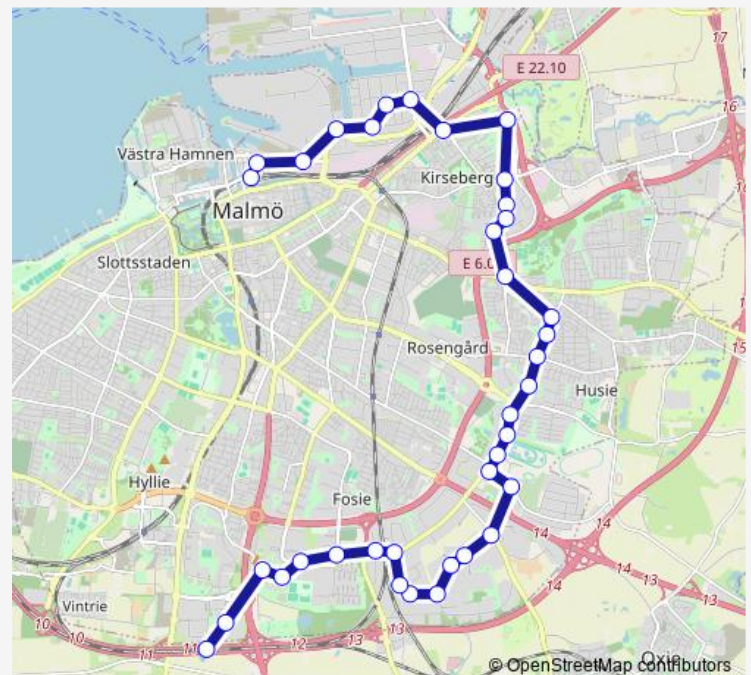 17
E 22.10
16
Västra Hamnen
Kirseberg
Malmö
Slottsstaden
E 6.0
15
Rosengård
Husie
Hyllie
Fosie
14
14
13
14
13
Vintrie
10
10
11
11
12
13
13
Oxie
© OpenStreetMap contributors